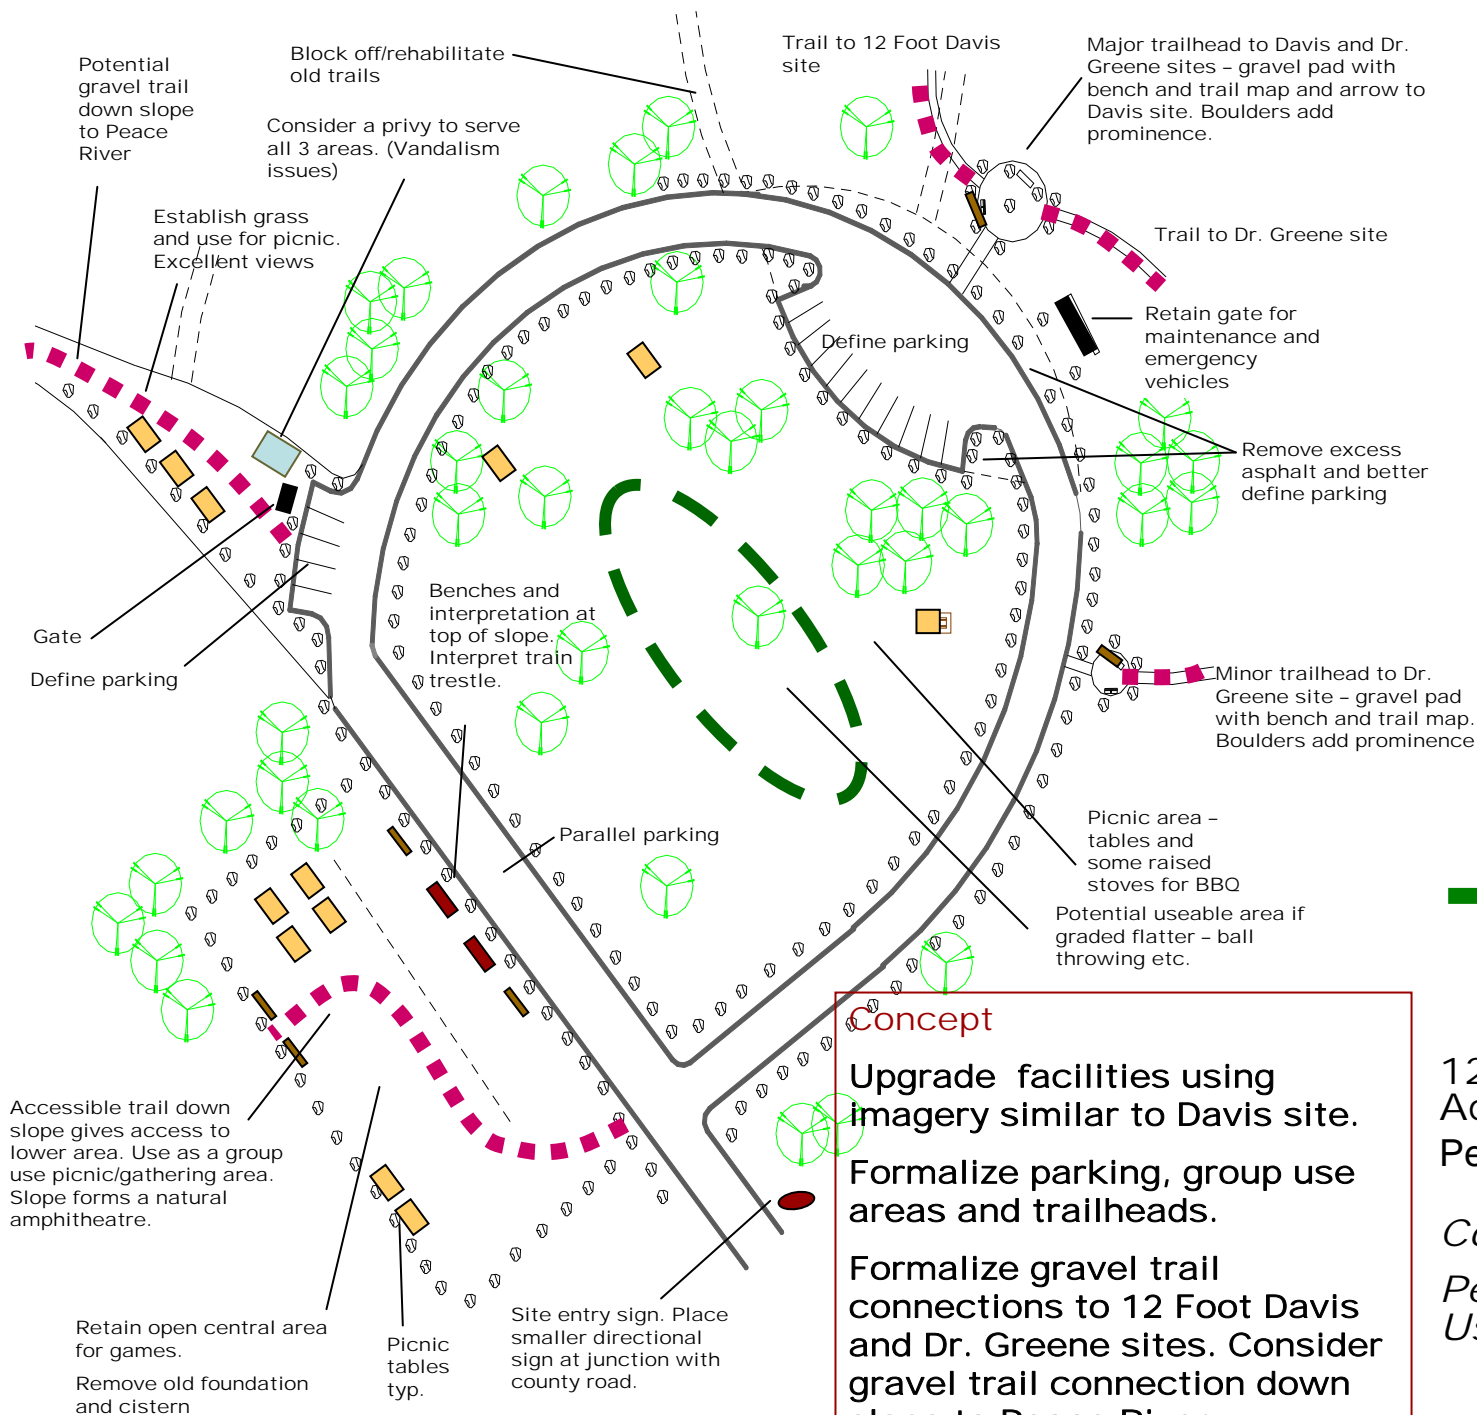 Potential
gravel trail
down slope
to Peace
River
Block off/rehabilitate
old trails
Consider a privy to serve
all 3 areas. (Vandalism
issues)
Establish grass
and use for picnic.
Excellent views
Trail to 12 Foot Davis
site
Major trailhead to Davis and Dr.
Greene sites – gravel pad with
bench and trail map and arrow to
Davis site. Boulders add
prominence.
Trail to Dr. Greene site
Retain gate for
maintenance and
emergency
vehicles
Define parking
Remove excess
asphalt and better
define parking
Gate
Define parking
Benches and
interpretation at
top of slope.
Interpret train
trestle.
Minor trailhead to Dr.
Greene site – gravel pad
with bench and trail map.
Boulders add prominence
Parallel parking
Picnic area –
tables and
some raised
stoves for BBQ
Potential useable area if
graded flatter – ball
throwing etc.
Accessible trail down
slope gives access to
lower area. Use as a group
use picnic/gathering area.
Slope forms a natural
amphitheatre.
Retain open central area
for games.
Remove old foundation
and cistern
Picnic
tables
typ.
Site entry sign. Place
smaller directional
sign at junction with
county road.
Concept
Upgrade facilities using
imagery similar to Davis site.
Formalize parking, group use
areas and trailheads.
Formalize gravel trail
connections to 12 Foot Davis
and Dr. Greene sites. Consider
gravel trail connection down
slope to Peace River
12
Ac
Pe
Co
Pe
Us